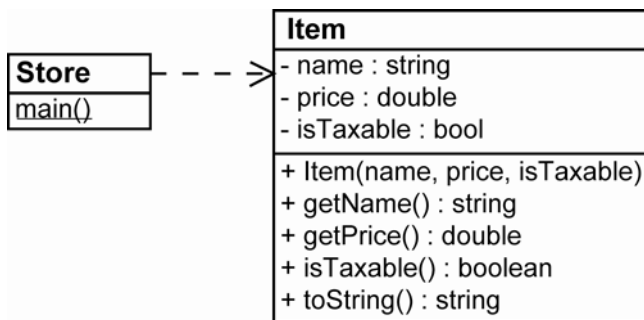 Store
main()
Item
- name : string
- price : double
- isTaxable : bool
+ Item(name, price, isTaxable)
+ getName() : string
+ getPrice() : double
+ isTaxable() : boolean
+ toString() : string